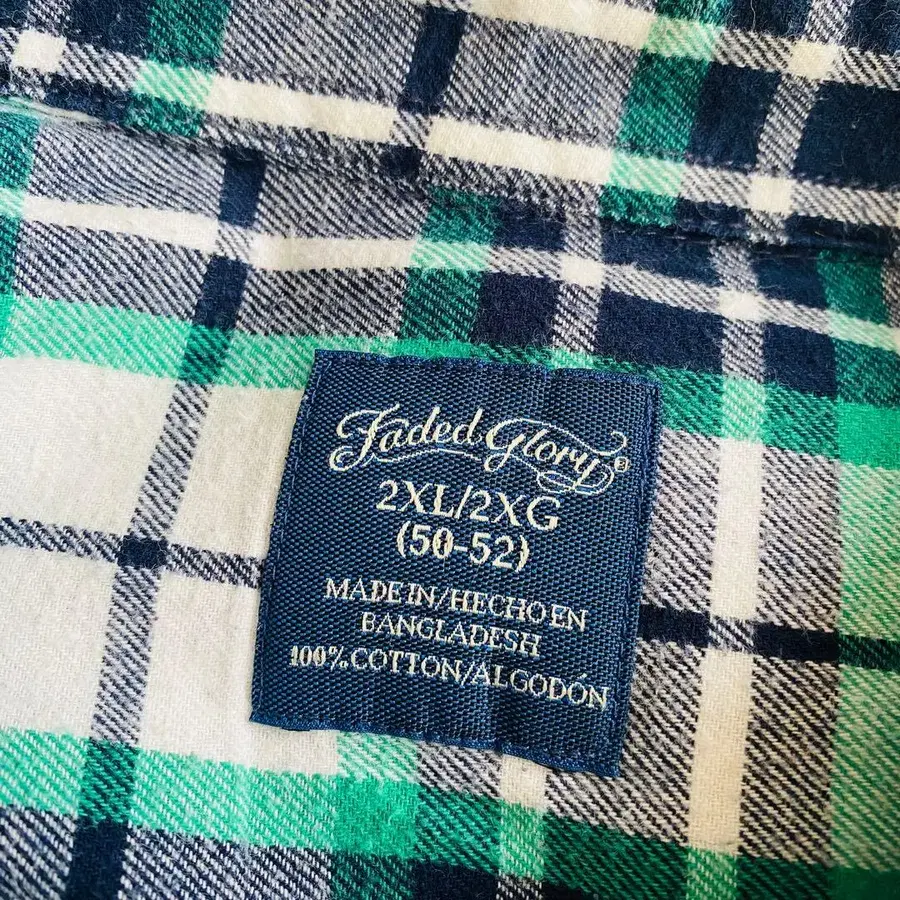 Faded Glory®
2XL/2XG
(50-52)
MADE IN/HECHO EN
BANGLADESH
100% COTTON/ALGODÓN